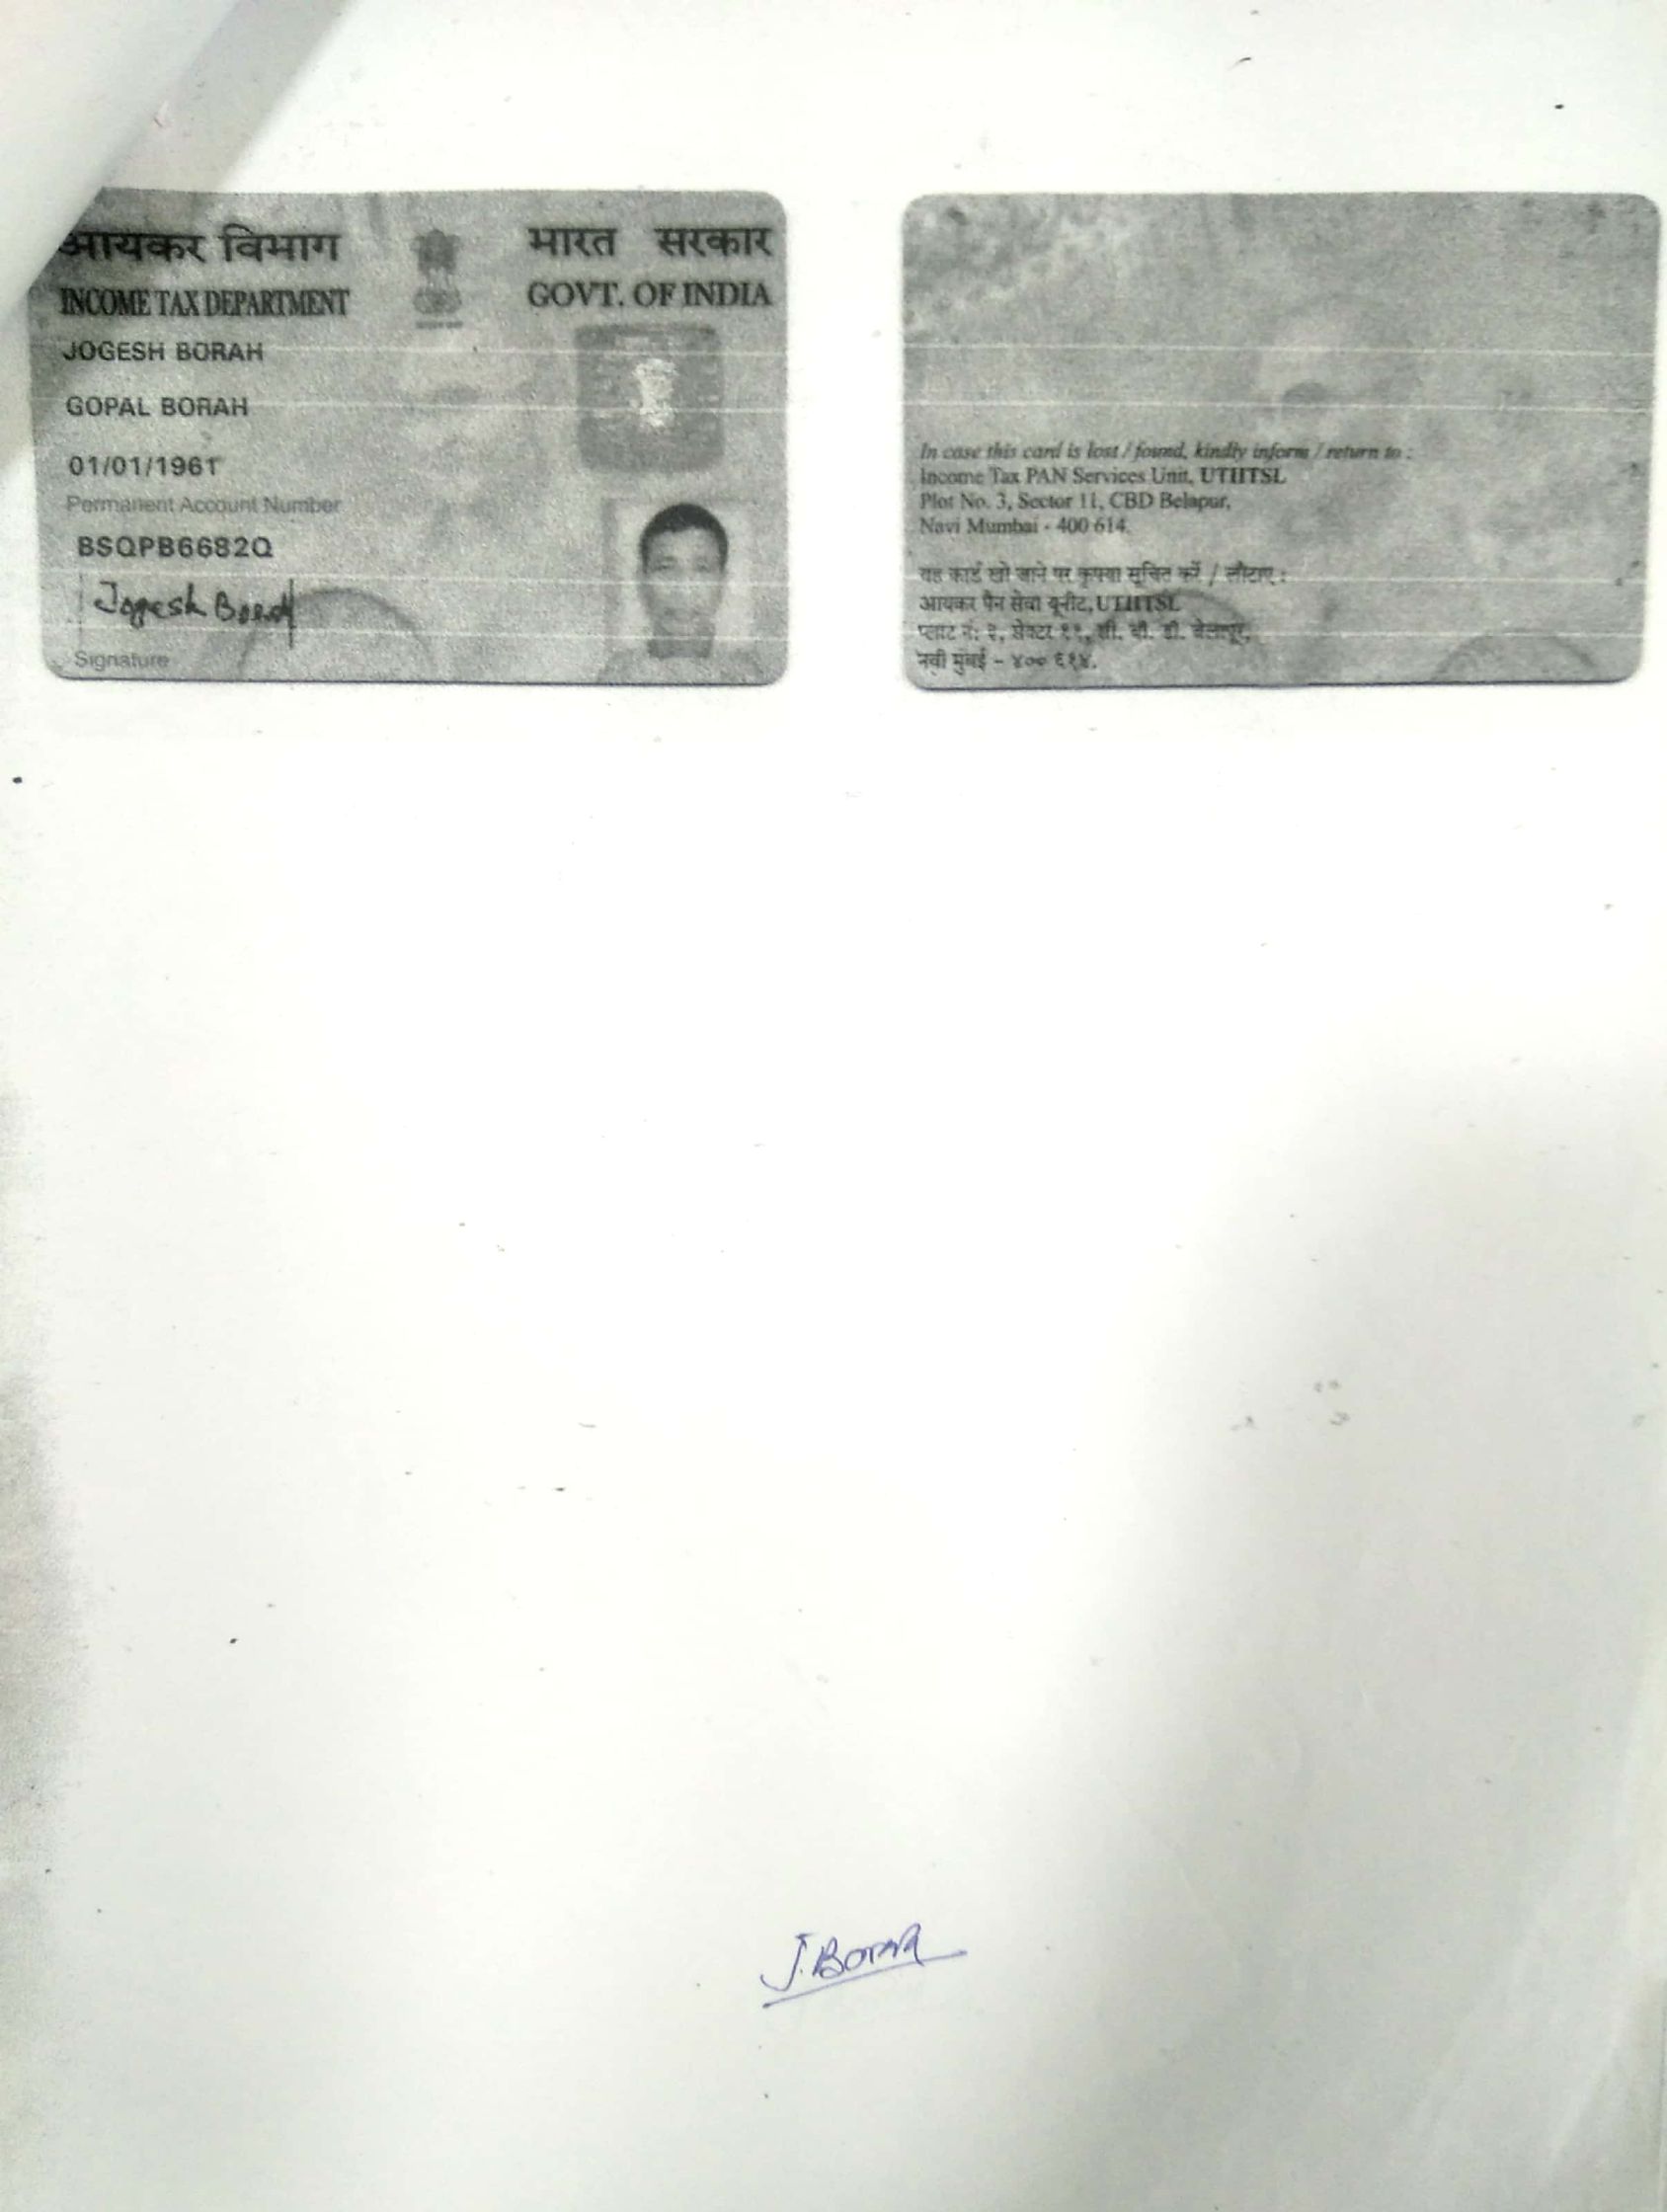 आयकर विभाग
INCOME TAX DEPARTMENT
भारत सरकार
GOVT. OF INDIA
JOGESH BORAH
GOPAL BORAH
01/01/1961
Permanent Account Number
BSQPB6682Q
Jogesh Borah
Signature
In case this card is lost / found, kindly inform / return to :
Income Tax PAN Services Unit, UTIITSL
Plot No. 3, Sector 11, CBD Belapur,
Navi Mumbai - 400 614.
यह कार्ड खो जाने पर कृपया सूचित करें / लौटाए :
आयकर पैन सेवा यूनीट, UTIITSL
प्लाट नं: ३, सेक्टर ११, सी. बी. डी. बेलापूर,
नवी मुंबई - ४०० ६१४.
J. Borah